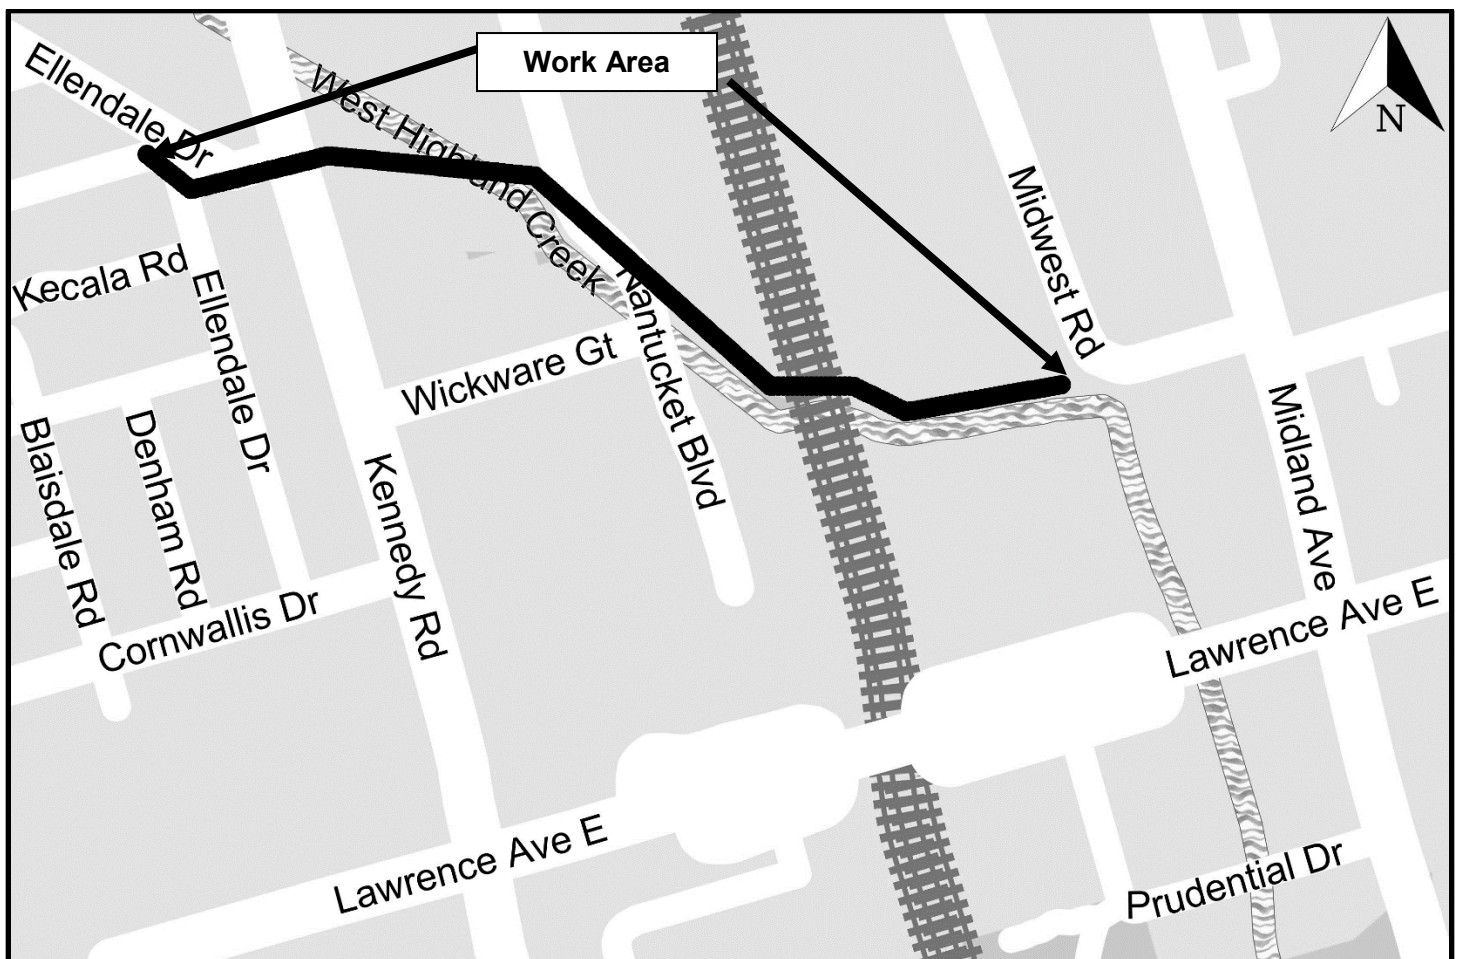 Work Area
N
Ellendale Dr
West Highland Creek
Midwest Rd
Kecala Rd
Ellendale Dr
Nantucket Blvd
Wickware Gt
Midland Ave
Blaisdale Rd
Denham Rd
Kennedy Rd
Cornwallis Dr
Lawrence Ave E
Lawrence Ave E
Prudential Dr